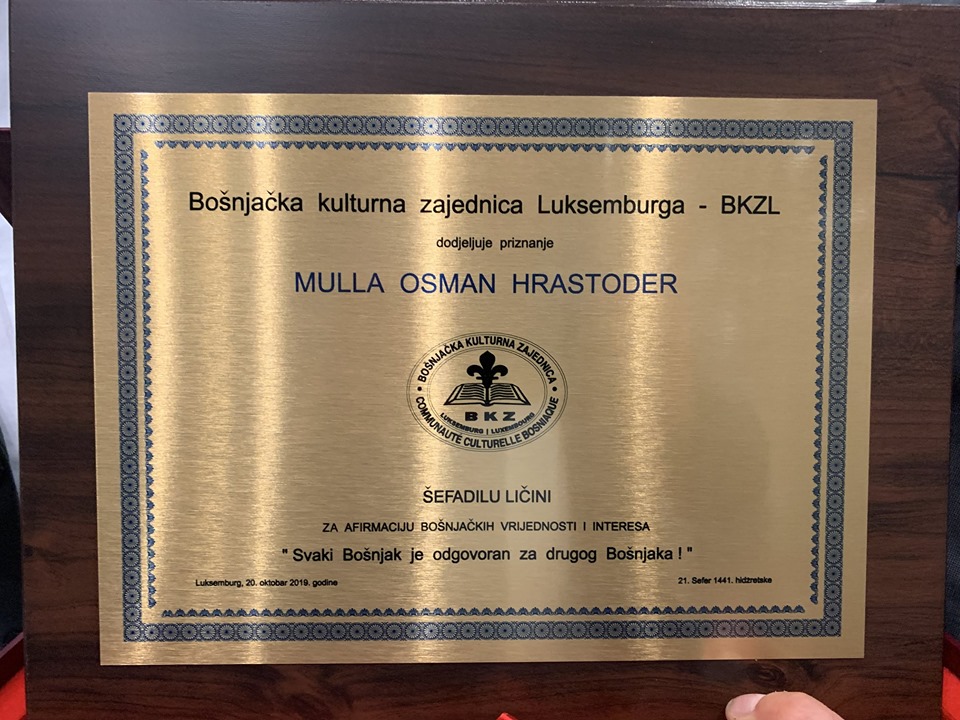 Bošnjačka kulturna zajednica Luksemburga - BKZL
dodjeljuje priznanje
MULLA OSMAN HRASTODER
BOŠNJAČKA KULTURNA ZAJEDNICA
BKZ
LUKSEMBURG | LUXEMBOURG
COMMUNAUTÉ CULTURELLE BOSNIAQUE
ŠEFADILU LIČINI
ZA AFIRMACIJU BOŠNJAČKIH VRIJEDNOSTI I INTERESA
" Svaki Bošnjak je odgovoran za drugog Bošnjaka ! "
Luksemburg, 20. oktobar 2019. godine
21. Sefer 1441. hidžretske